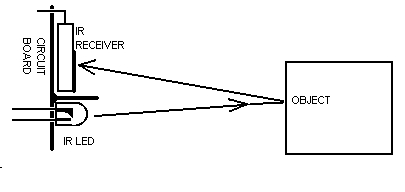 IR
RECEIVER
CIRCUIT
BOARD
OBJECT
IR LED